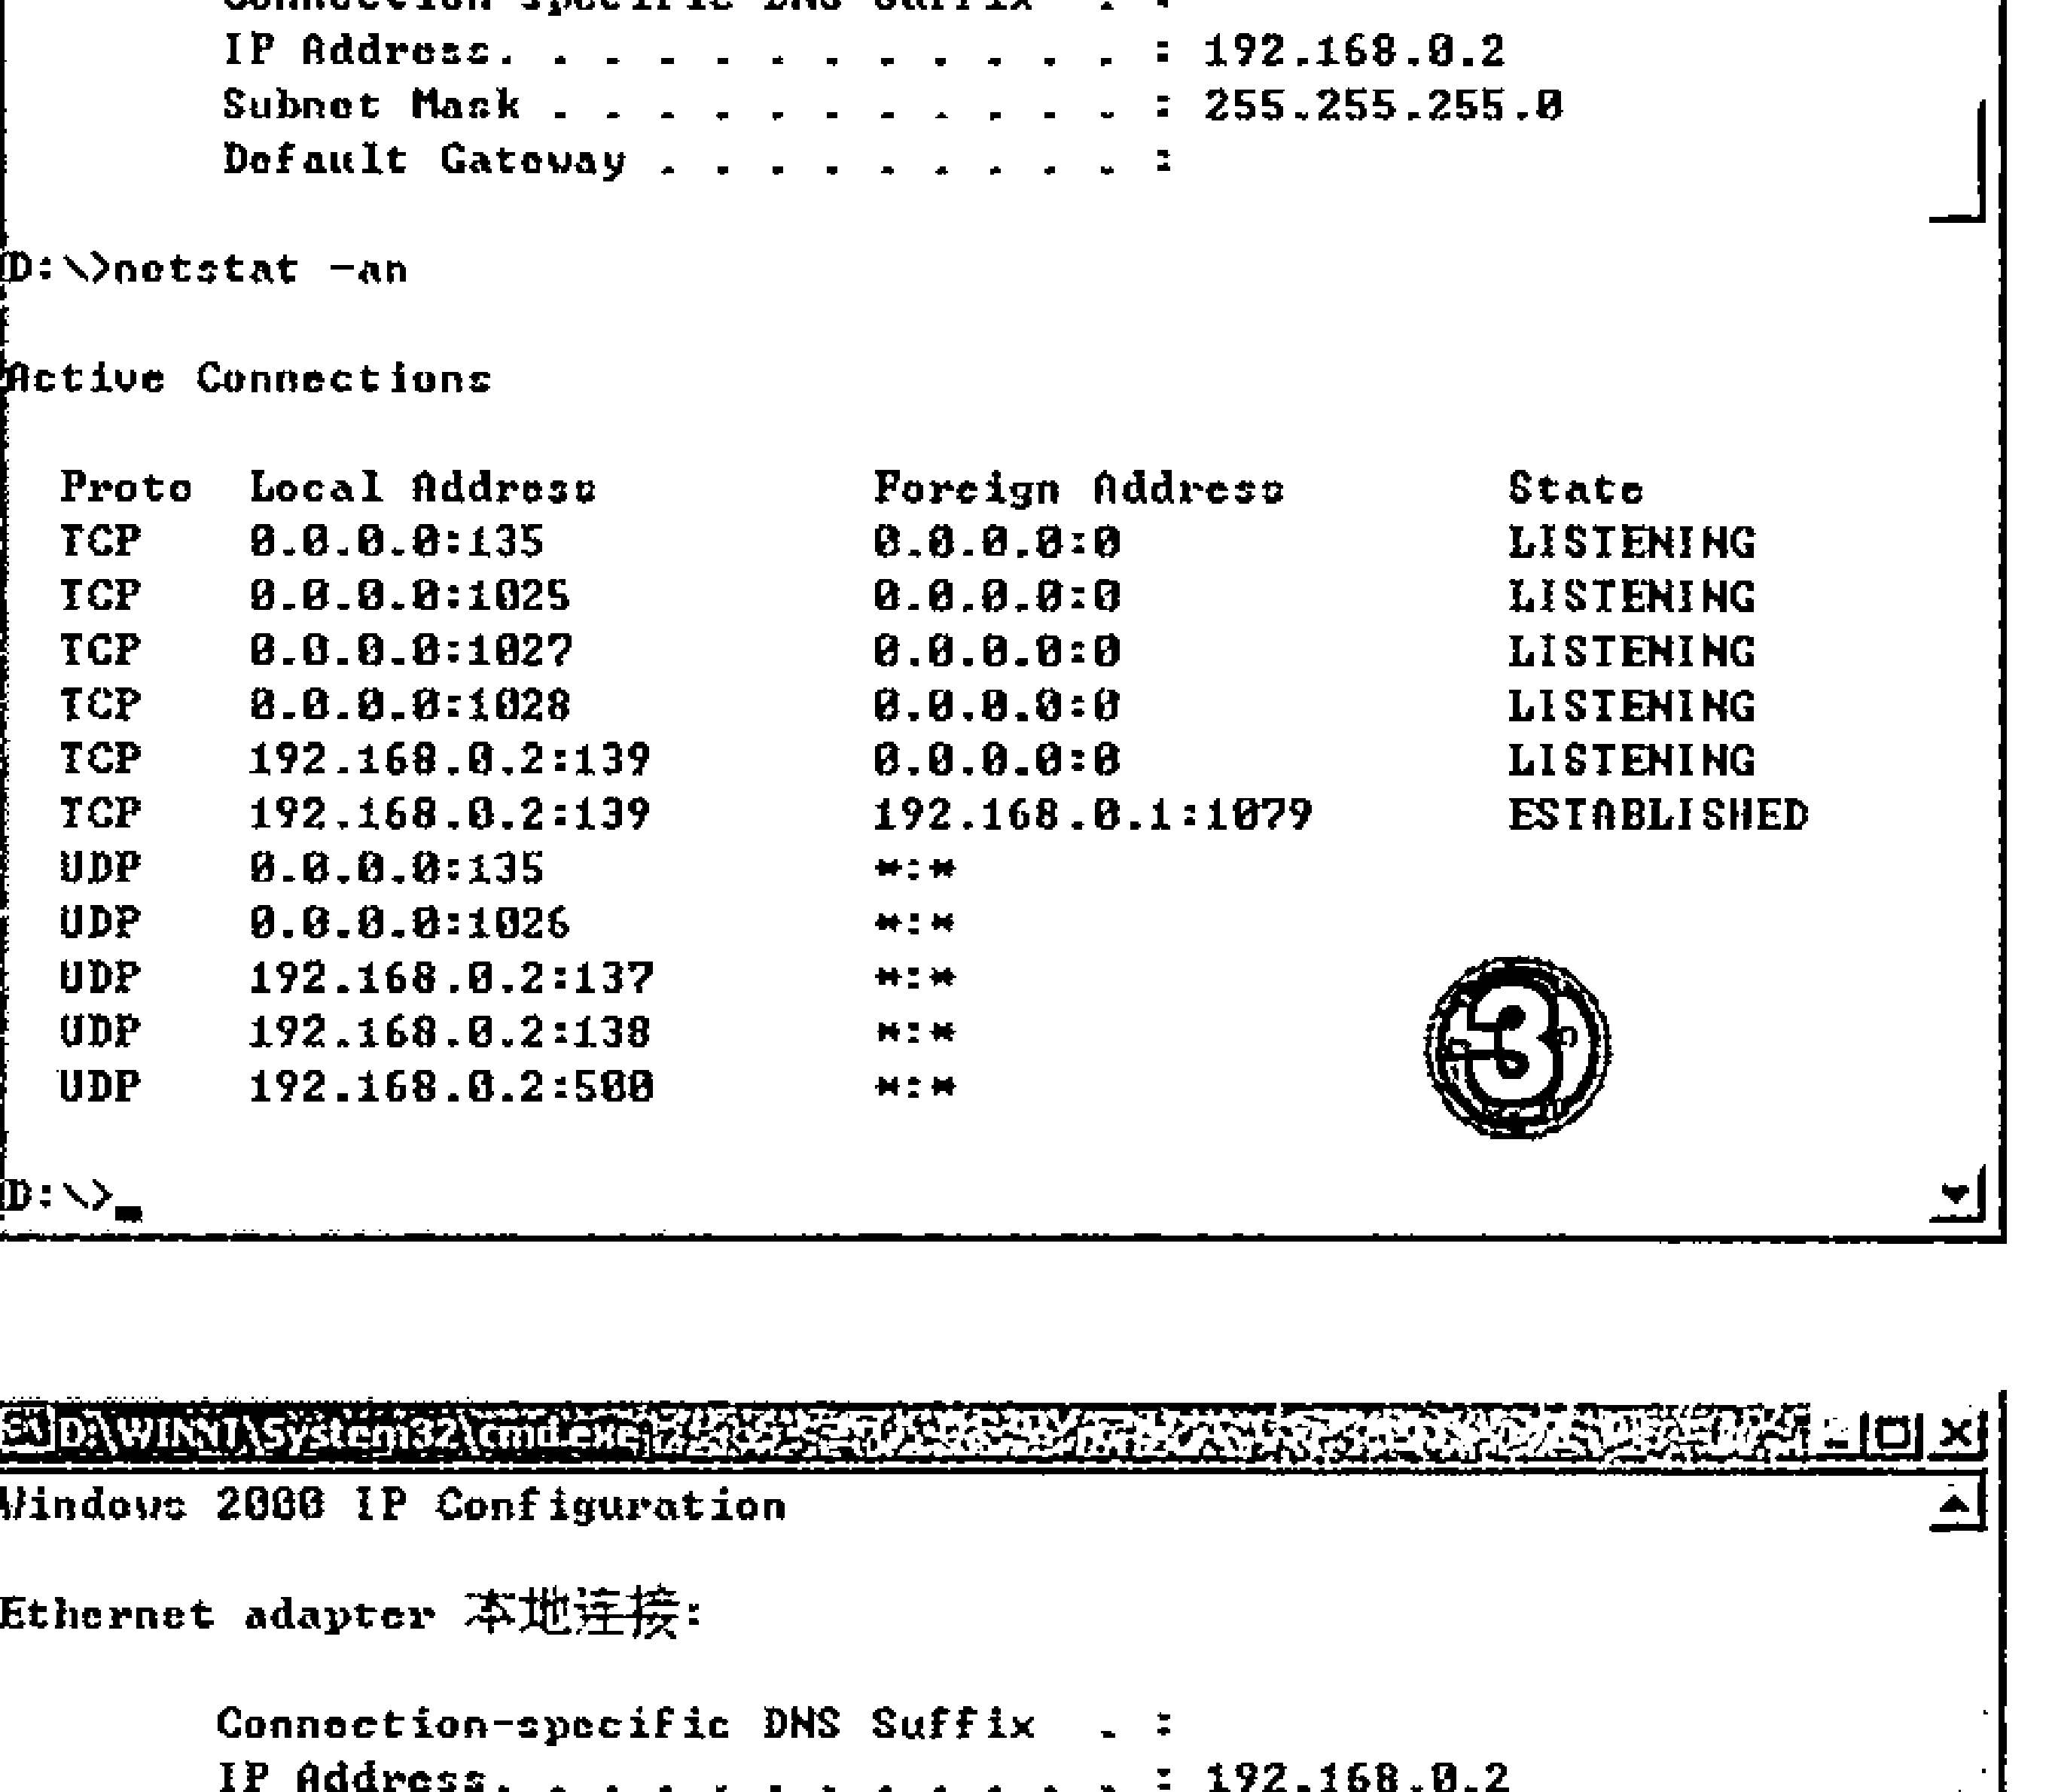 Connection-specific DNS Suffix  . :
IP Address. . . . . . . . . . . . : 192.168.0.2
Subnet Mask . . . . . . . . . . . : 255.255.255.0
Default Gateway . . . . . . . . . :
D:\>netstat -an
Active Connections
Proto  Local Address          Foreign Address        State
TCP    0.0.0.0:135            0.0.0.0:0              LISTENING
TCP    0.0.0.0:1025           0.0.0.0:0              LISTENING
TCP    0.0.0.0:1027           0.0.0.0:0              LISTENING
TCP    0.0.0.0:1028           0.0.0.0:0              LISTENING
TCP    192.168.0.2:139        0.0.0.0:0              LISTENING
TCP    192.168.0.2:139        192.168.0.1:1079       ESTABLISHED
UDP    0.0.0.0:135            *:*
UDP    0.0.0.0:1026           *:*
UDP    192.168.0.2:137        *:*
UDP    192.168.0.2:138        *:*
UDP    192.168.0.2:500        *:*
3
D:\>_
D:\WINNT\System32\cmd.exe
Windows 2000 IP Configuration
Ethernet adapter 本地连接:
Connection-specific DNS Suffix  . :
IP Address. . . . . . . . . . . . : 192.168.0.2